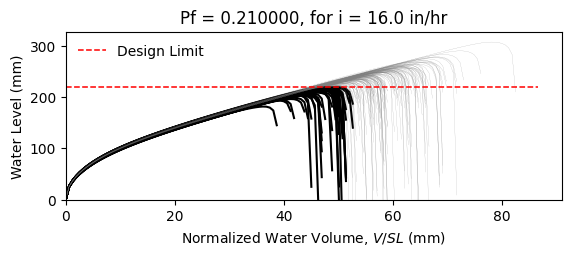 Pf = 0.210000, for i = 16.0 in/hr
Design Limit
Water Level (mm)
300
200
100
0
0 20 40 60 80
Normalized Water Volume, V/SL (mm)